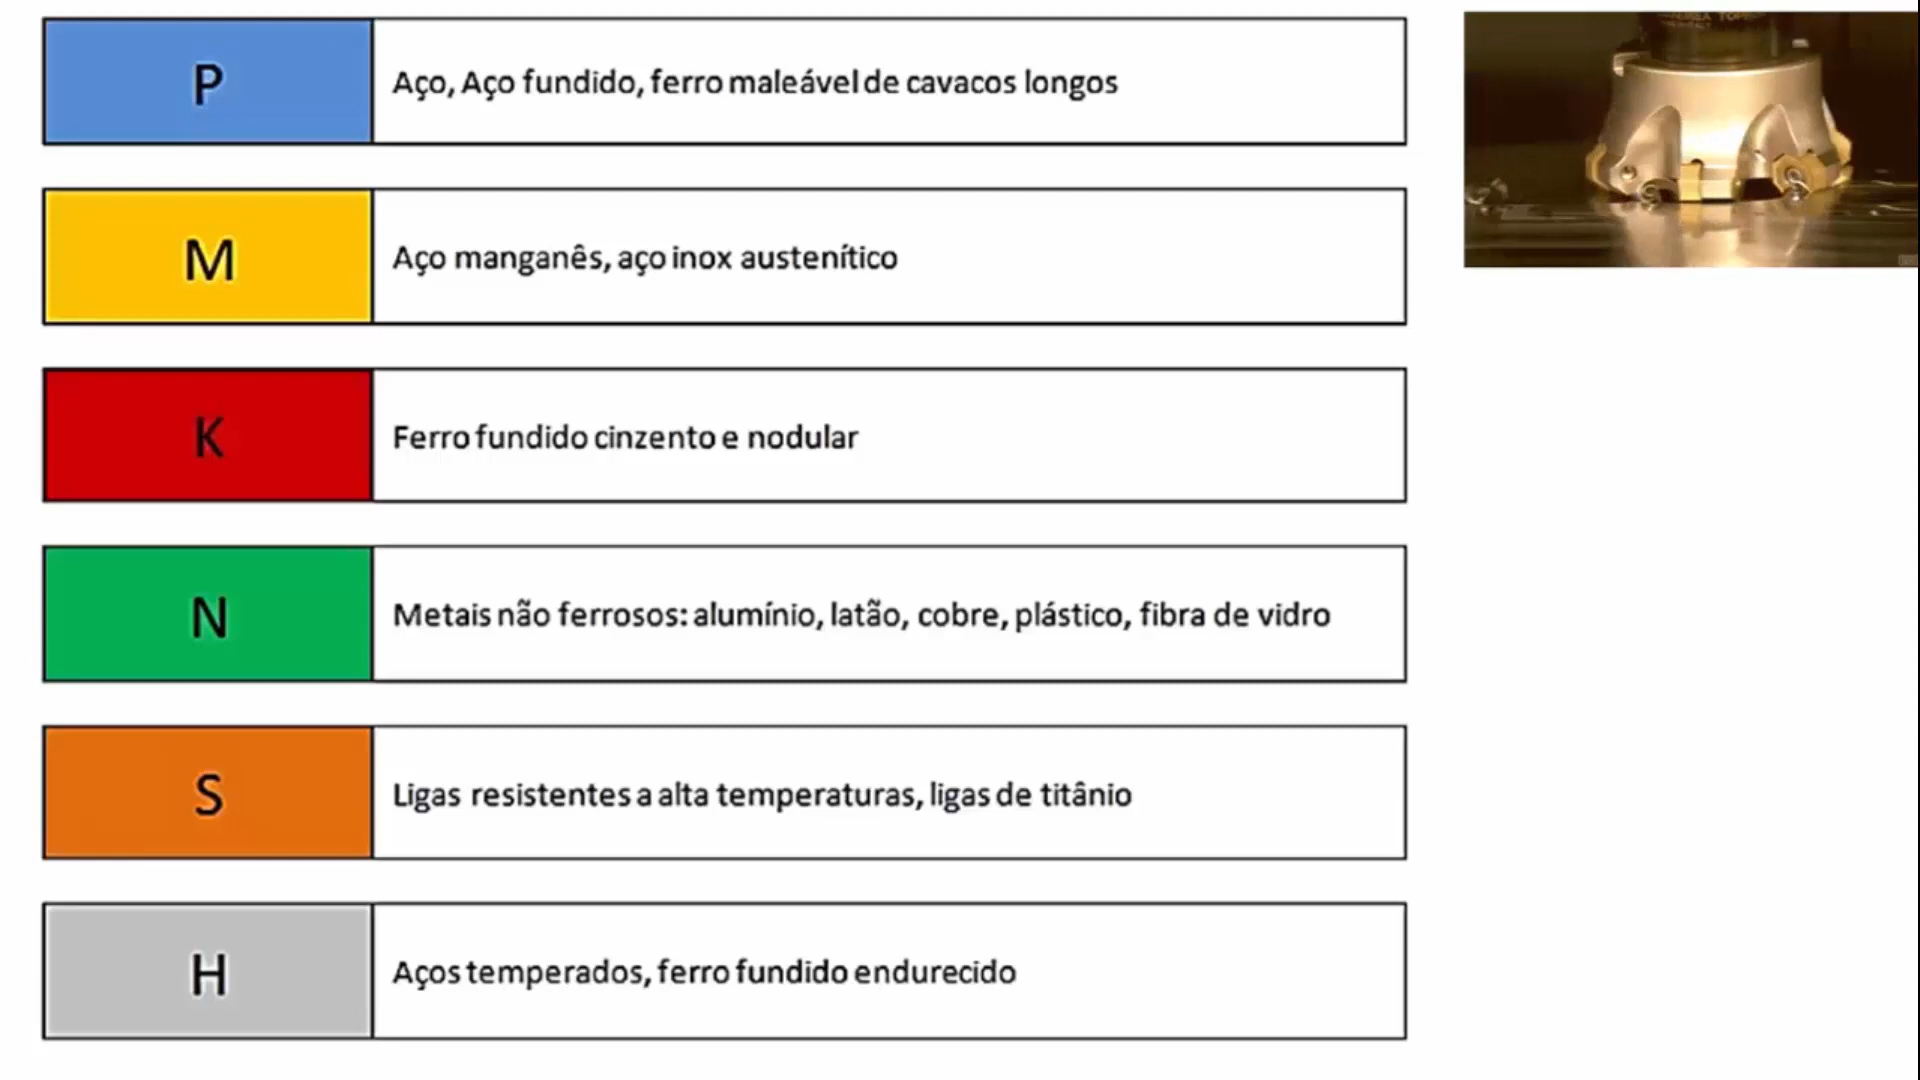 P
Aço, Aço fundido, ferro maleável de cavacos longos
M
Aço manganês, aço inox austenítico
K
Ferro fundido cinzento e nodular
N
Metais não ferrosos: alumínio, latão, cobre, plástico, fibra de vidro
S
Ligas resistentes a alta temperaturas, ligas de titânio
H
Aços temperados, ferro fundido endurecido